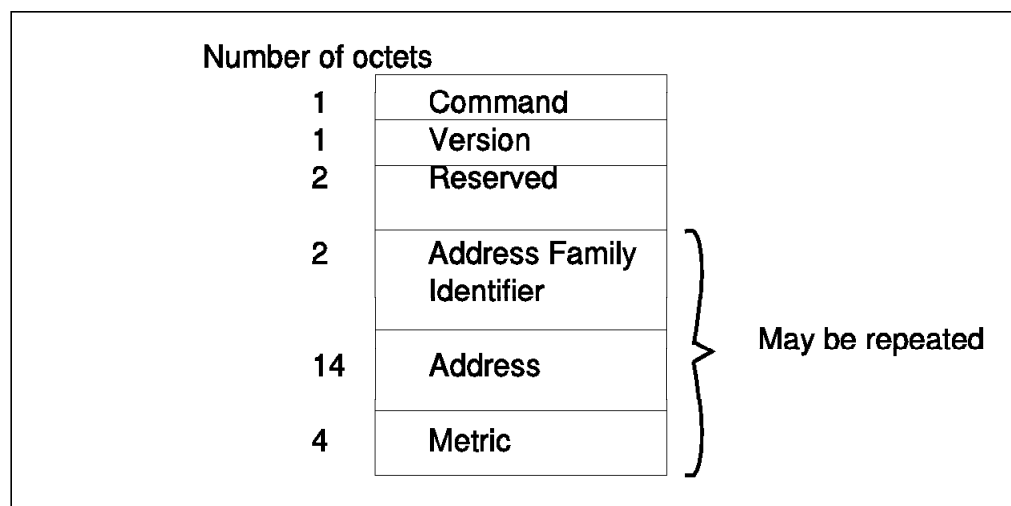 Number of octets
1 Command
1 Version
2 Reserved
2 Address Family
Identifier
May be repeated
14 Address
4 Metric